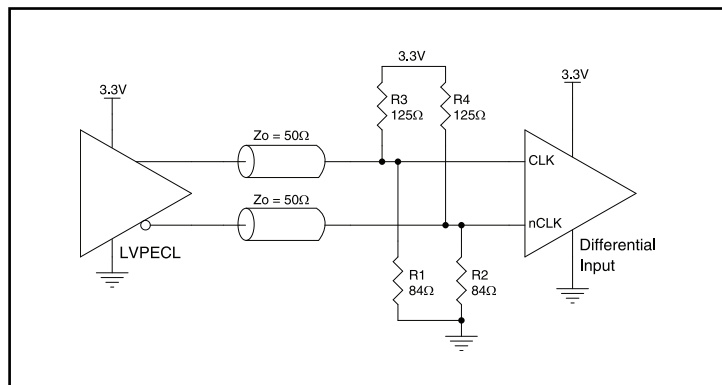 3.3V
R3
125Ω
R4
125Ω
3.3V
3.3V
Zo = 50Ω
CLK
Zo = 50Ω
nCLK
LVPECL
Differential
Input
R1
84Ω
R2
84Ω